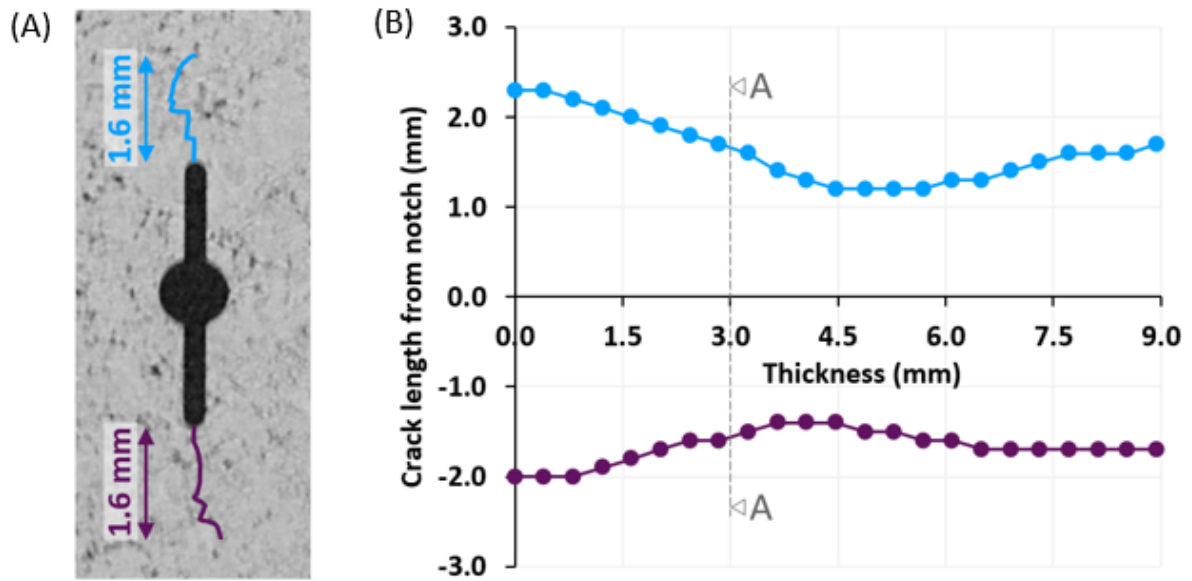 (A)
1.6 mm
1.6 mm
(B)
Crack length from notch (mm)
3.0
2.0
1.0
0.0
-1.0
-2.0
-3.0
A
0.0 1.5 3.0 4.5 6.0 7.5 9.0
Thickness (mm)
A